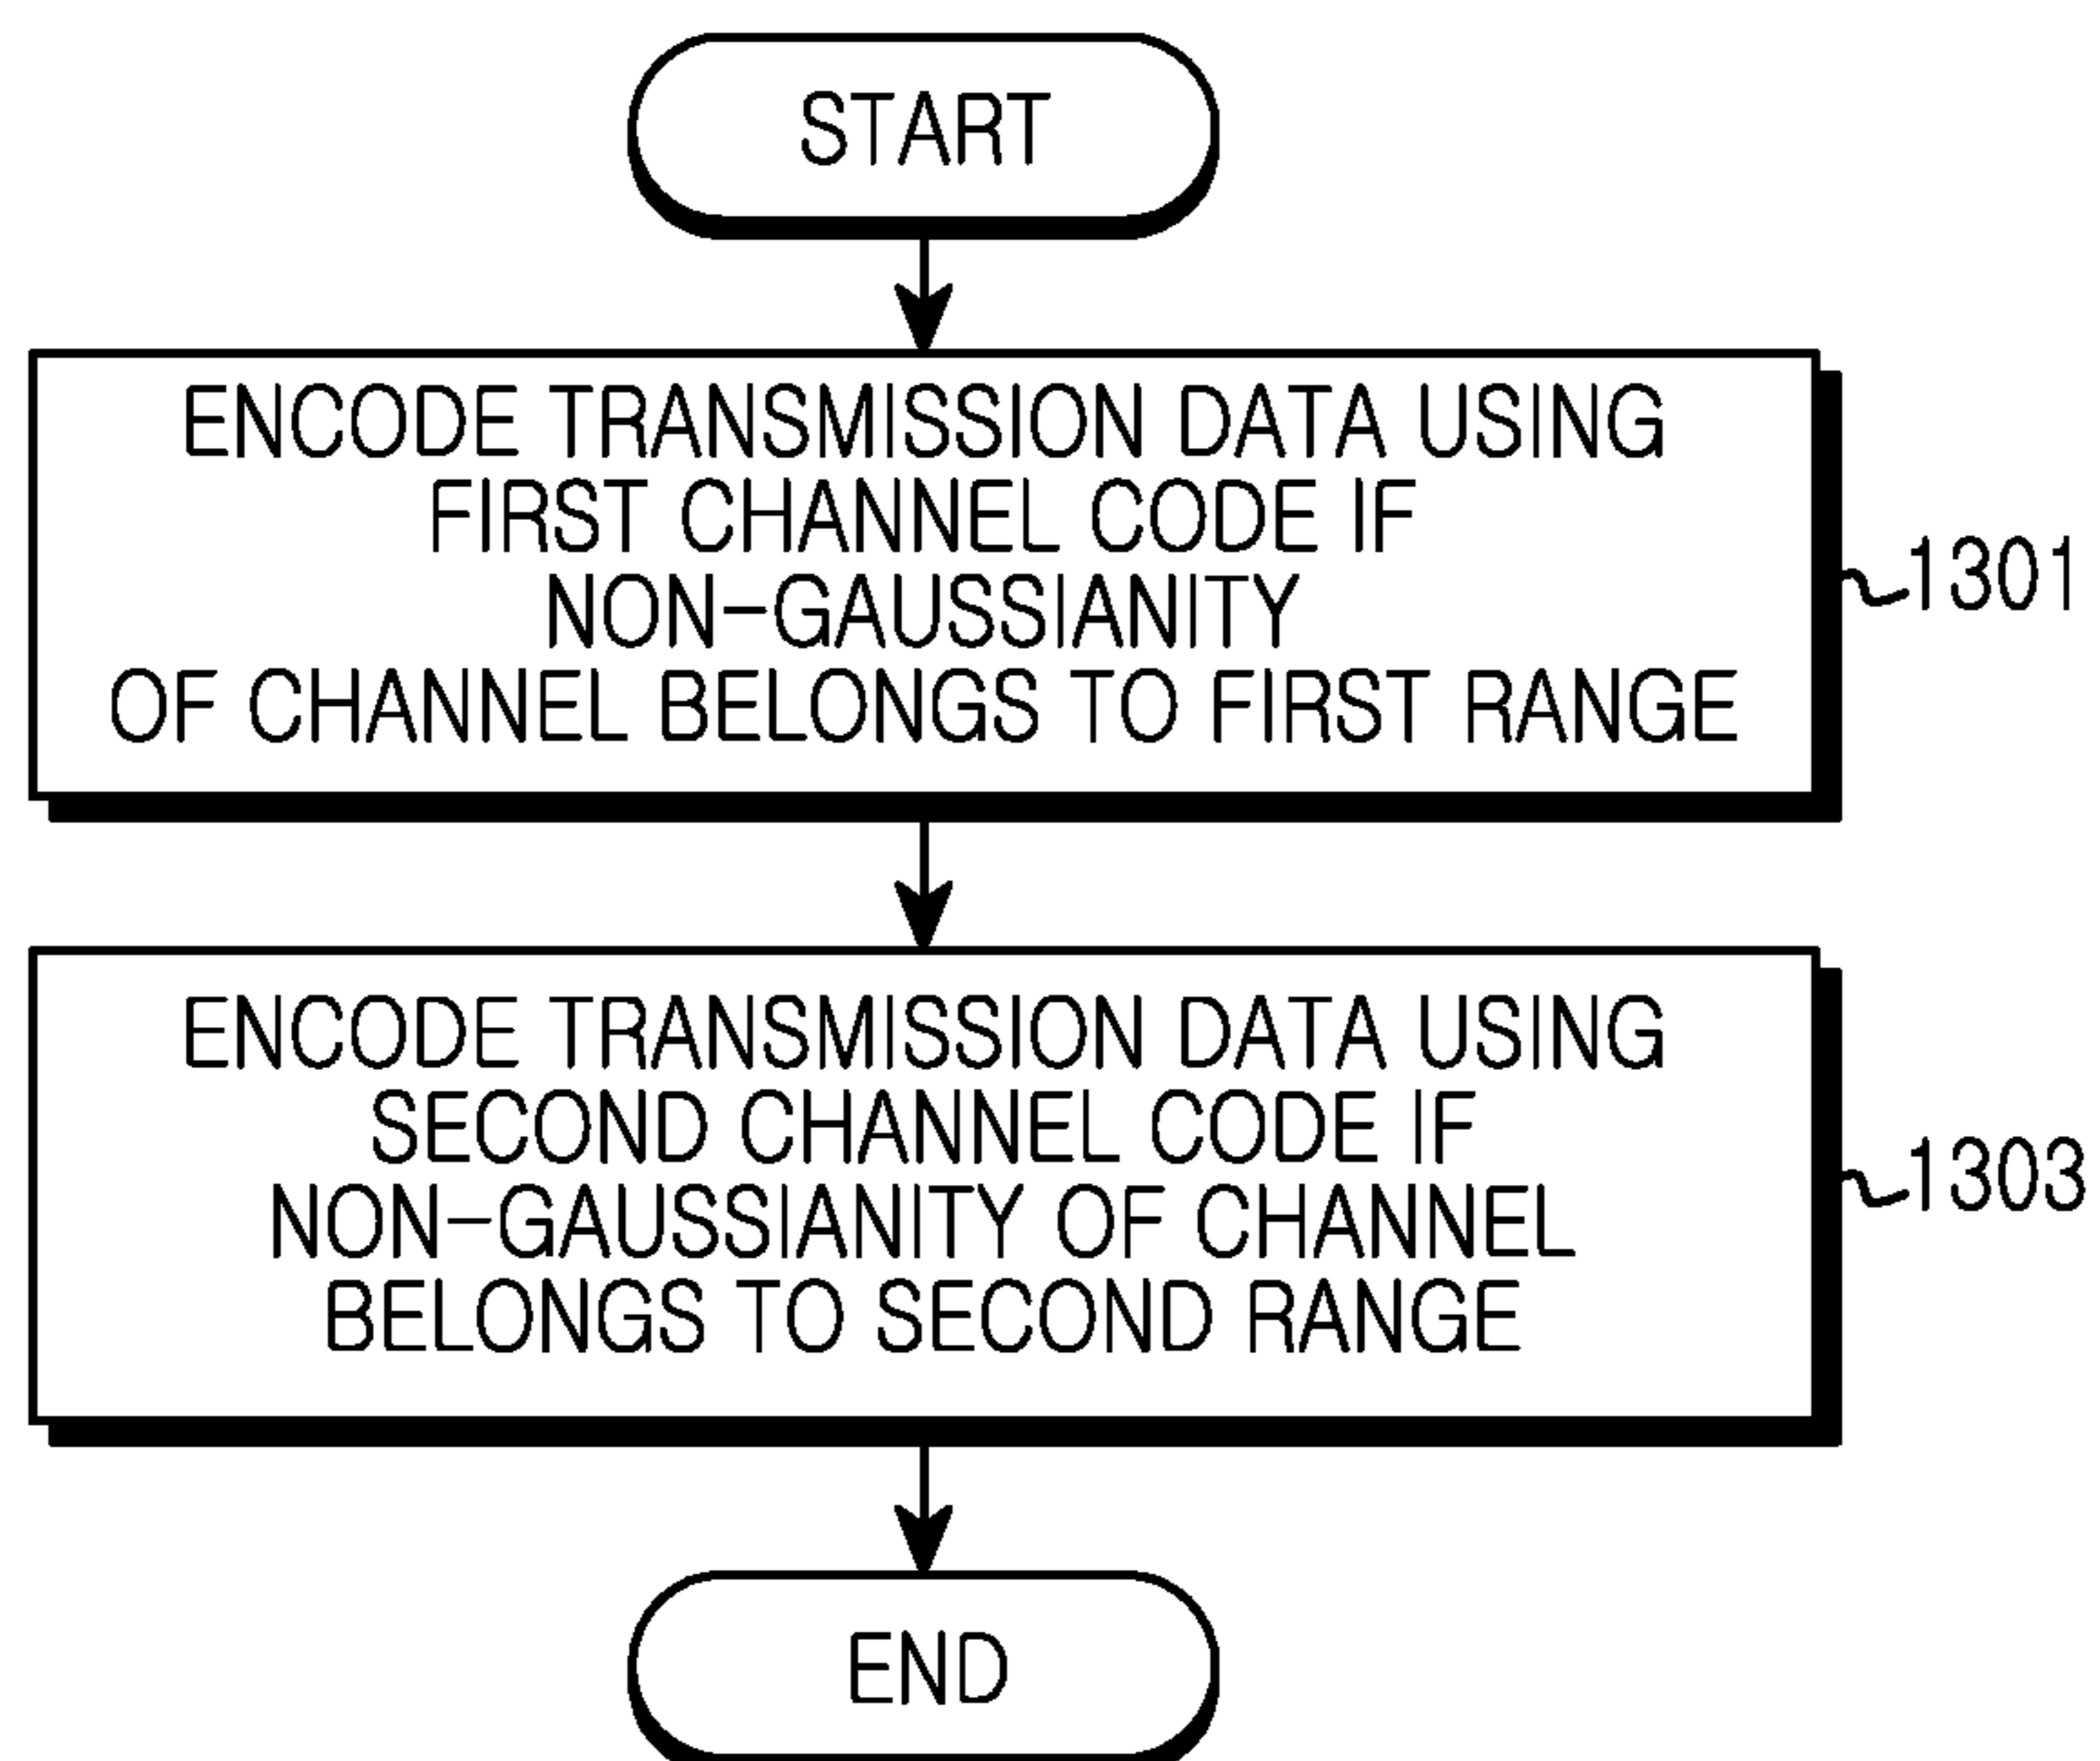 START
ENCODE TRANSMISSION DATA USING
FIRST CHANNEL CODE IF
NON-GAUSSIANITY
OF CHANNEL BELONGS TO FIRST RANGE
1301
ENCODE TRANSMISSION DATA USING
SECOND CHANNEL CODE IF
NON-GAUSSIANITY OF CHANNEL
BELONGS TO SECOND RANGE
1303
END